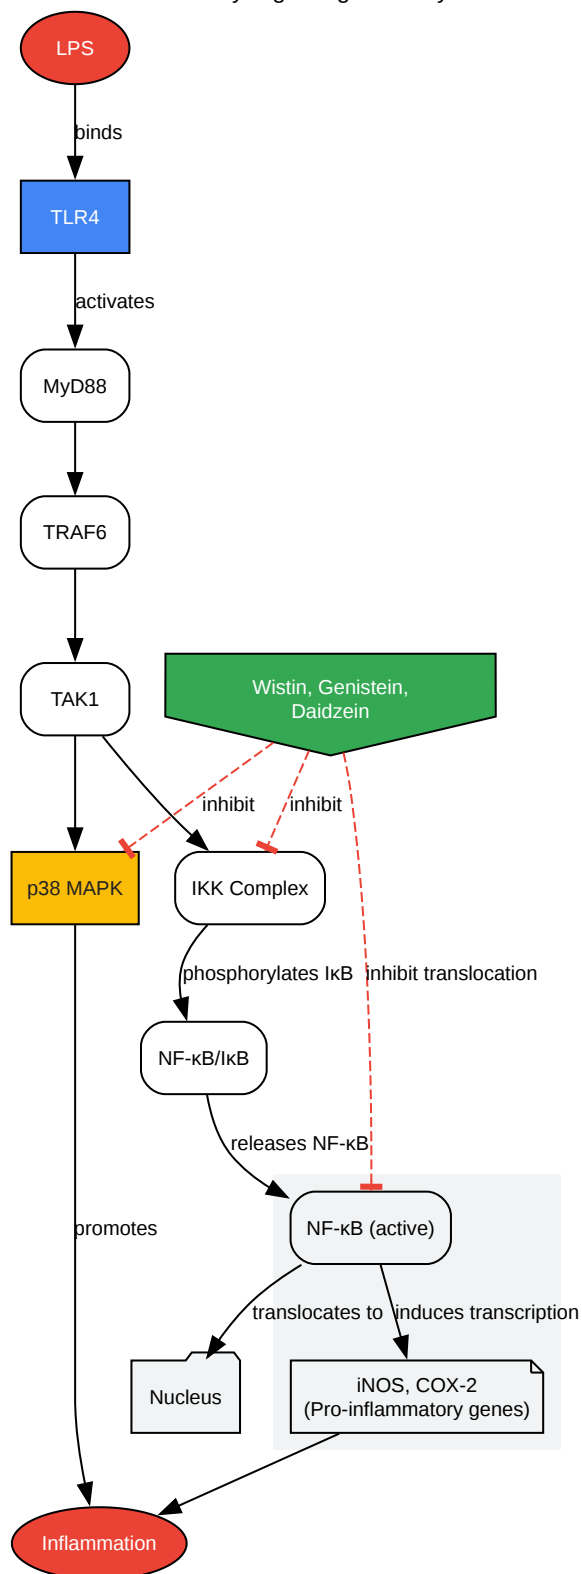 LPS
binds
TLR4
activates
MyD88
TRAF6
TAK1
Wistin, Genistein,
Daidzein
inhibit
inhibit
p38 MAPK
IKK Complex
phosphorylates IκB
inhibit translocation
NF-κB/IκB
releases NF-κB
promotes
NF-κB (active)
translocates to
induces transcription
Nucleus
iNOS, COX-2
(Pro-inflammatory genes)
Inflammation